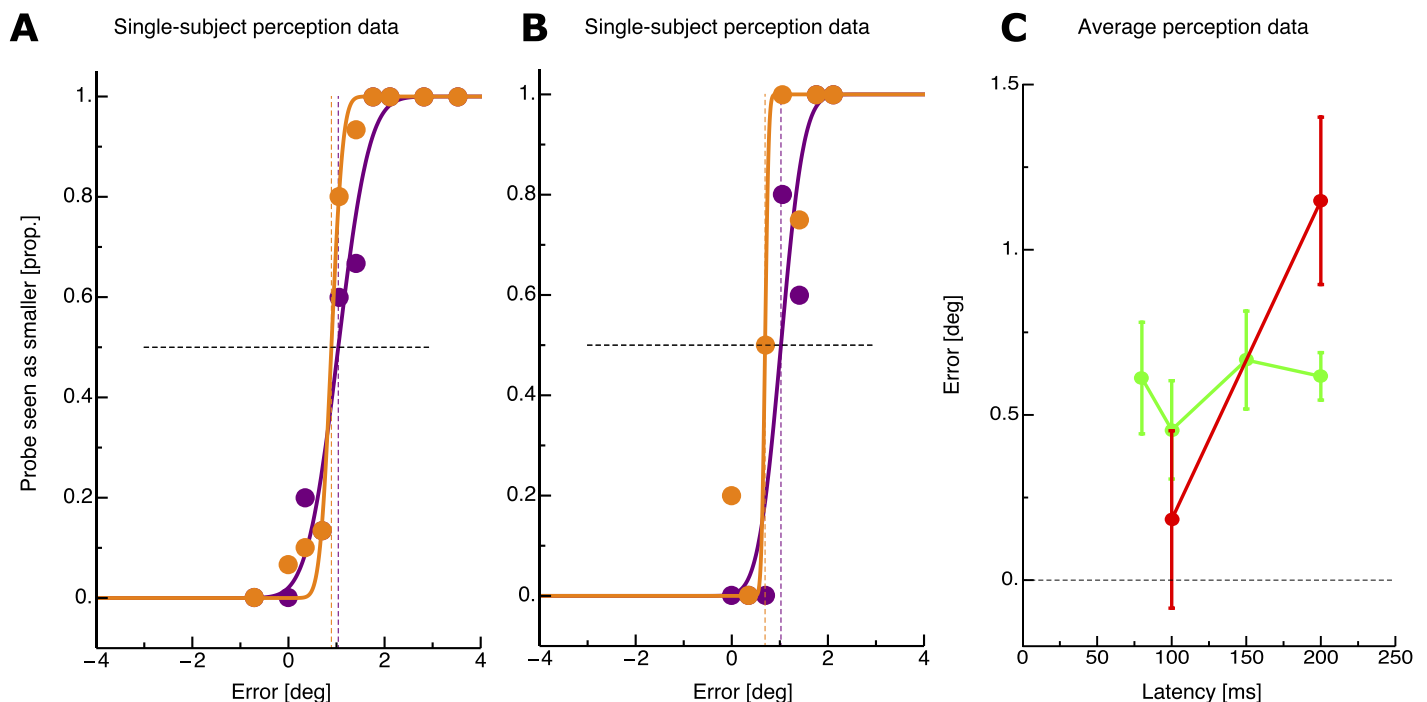 A
Single-subject perception data
Probe seen as smaller [prop.]
1.
0.8
0.6
0.4
0.2
0.
−4
−2
0
2
4
Error [deg]
B
Single-subject perception data
1.
0.8
0.6
0.4
0.2
0.
−4
−2
0
2
4
Error [deg]
C
Average perception data
Error [deg]
1.5
1.
0.5
0.
0
50
100
150
200
250
Latency [ms]